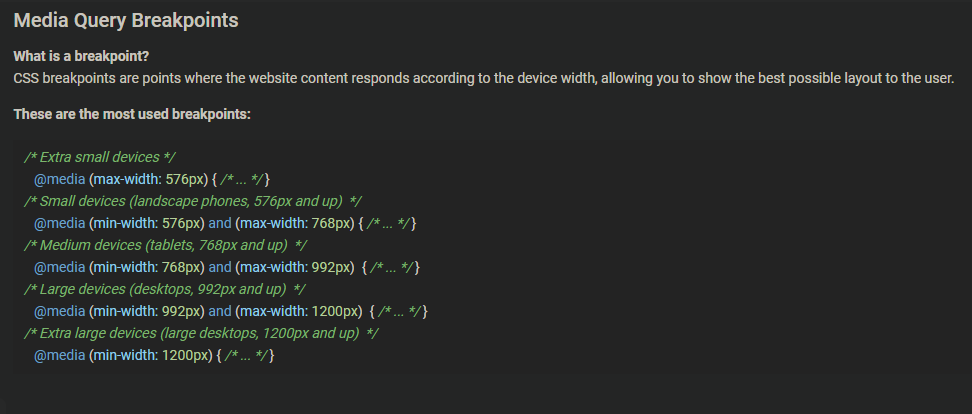 Media Query Breakpoints
What is a breakpoint?
CSS breakpoints are points where the website content responds according to the device width, allowing you to show the best possible layout to the user.
These are the most used breakpoints:
/* Extra small devices */
@media (max-width: 576px) { /* ... */ }
/* Small devices (landscape phones, 576px and up)  */
@media (min-width: 576px) and (max-width: 768px) { /* ... */ }
/* Medium devices (tablets, 768px and up)  */
@media (min-width: 768px) and (max-width: 992px)  { /* ... */ }
/* Large devices (desktops, 992px and up)  */
@media (min-width: 992px) and (max-width: 1200px)  { /* ... */ }
/* Extra large devices (large desktops, 1200px and up)  */
@media (min-width: 1200px) { /* ... */ }